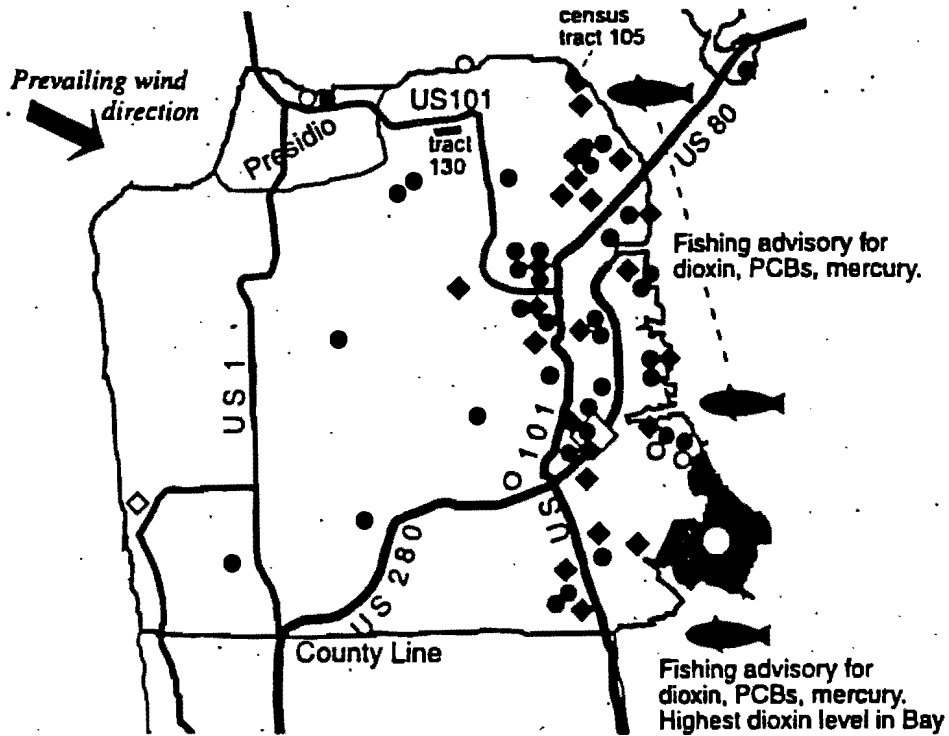 census
tract 105
Prevailing wind
direction
US101
Presidio
tract
130
US 80
Fishing advisory for
dioxin, PCBs, mercury.
US 1
US 101
US 280
County Line
Fishing advisory for
dioxin, PCBs, mercury.
Highest dioxin level in Bay